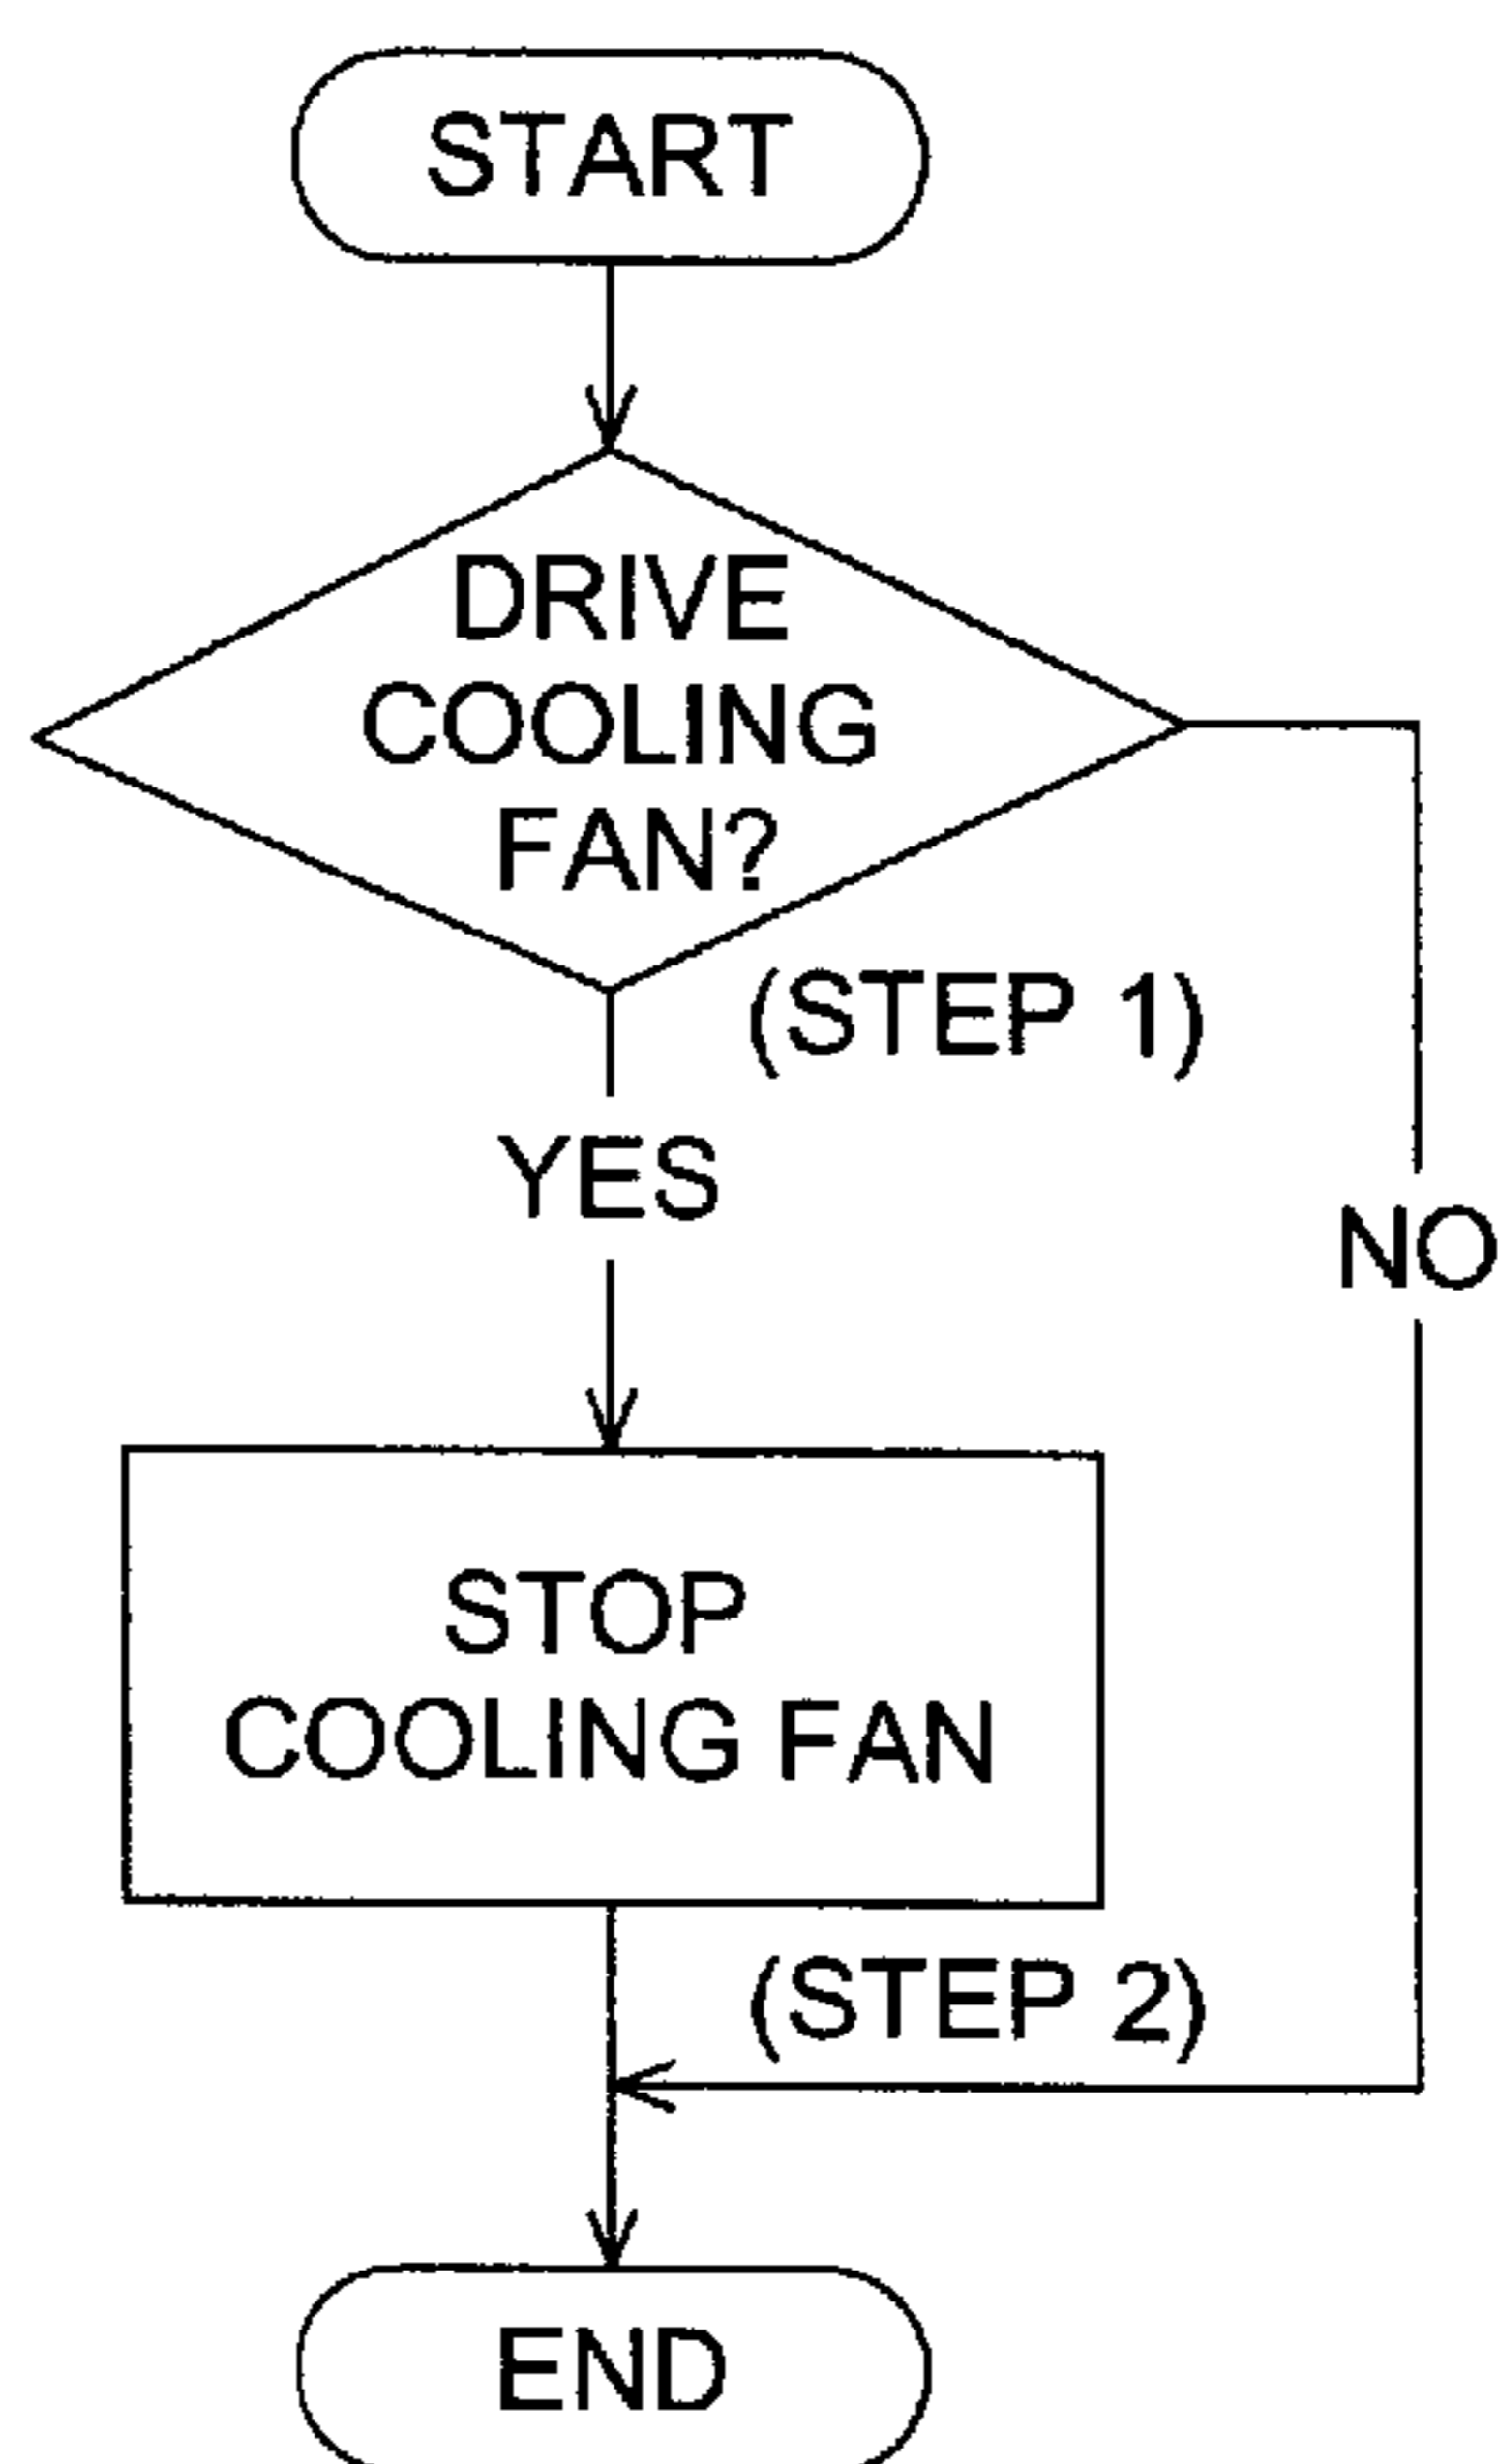 START
DRIVE
COOLING
FAN?
(STEP 1)
YES
NO
STOP
COOLING FAN
(STEP 2)
END